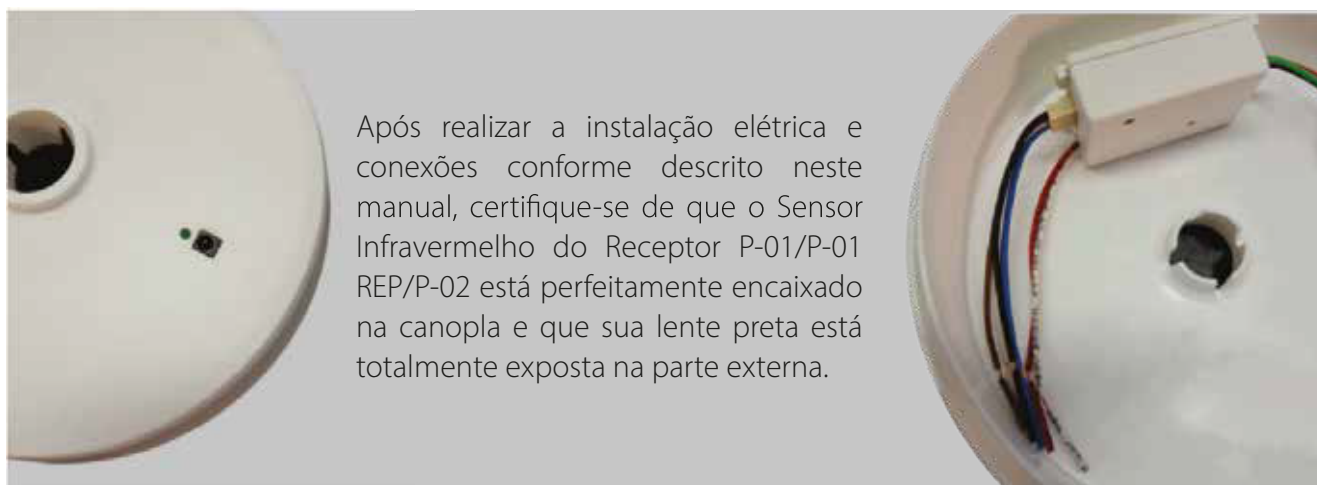 Após realizar a instalação elétrica e
conexões conforme descrito neste
manual, certifique-se de que o Sensor
Infravermelho do Receptor P-01/P-01
REP/P-02 está perfeitamente encaixado
na canopla e que sua lente preta está
totalmente exposta na parte externa.